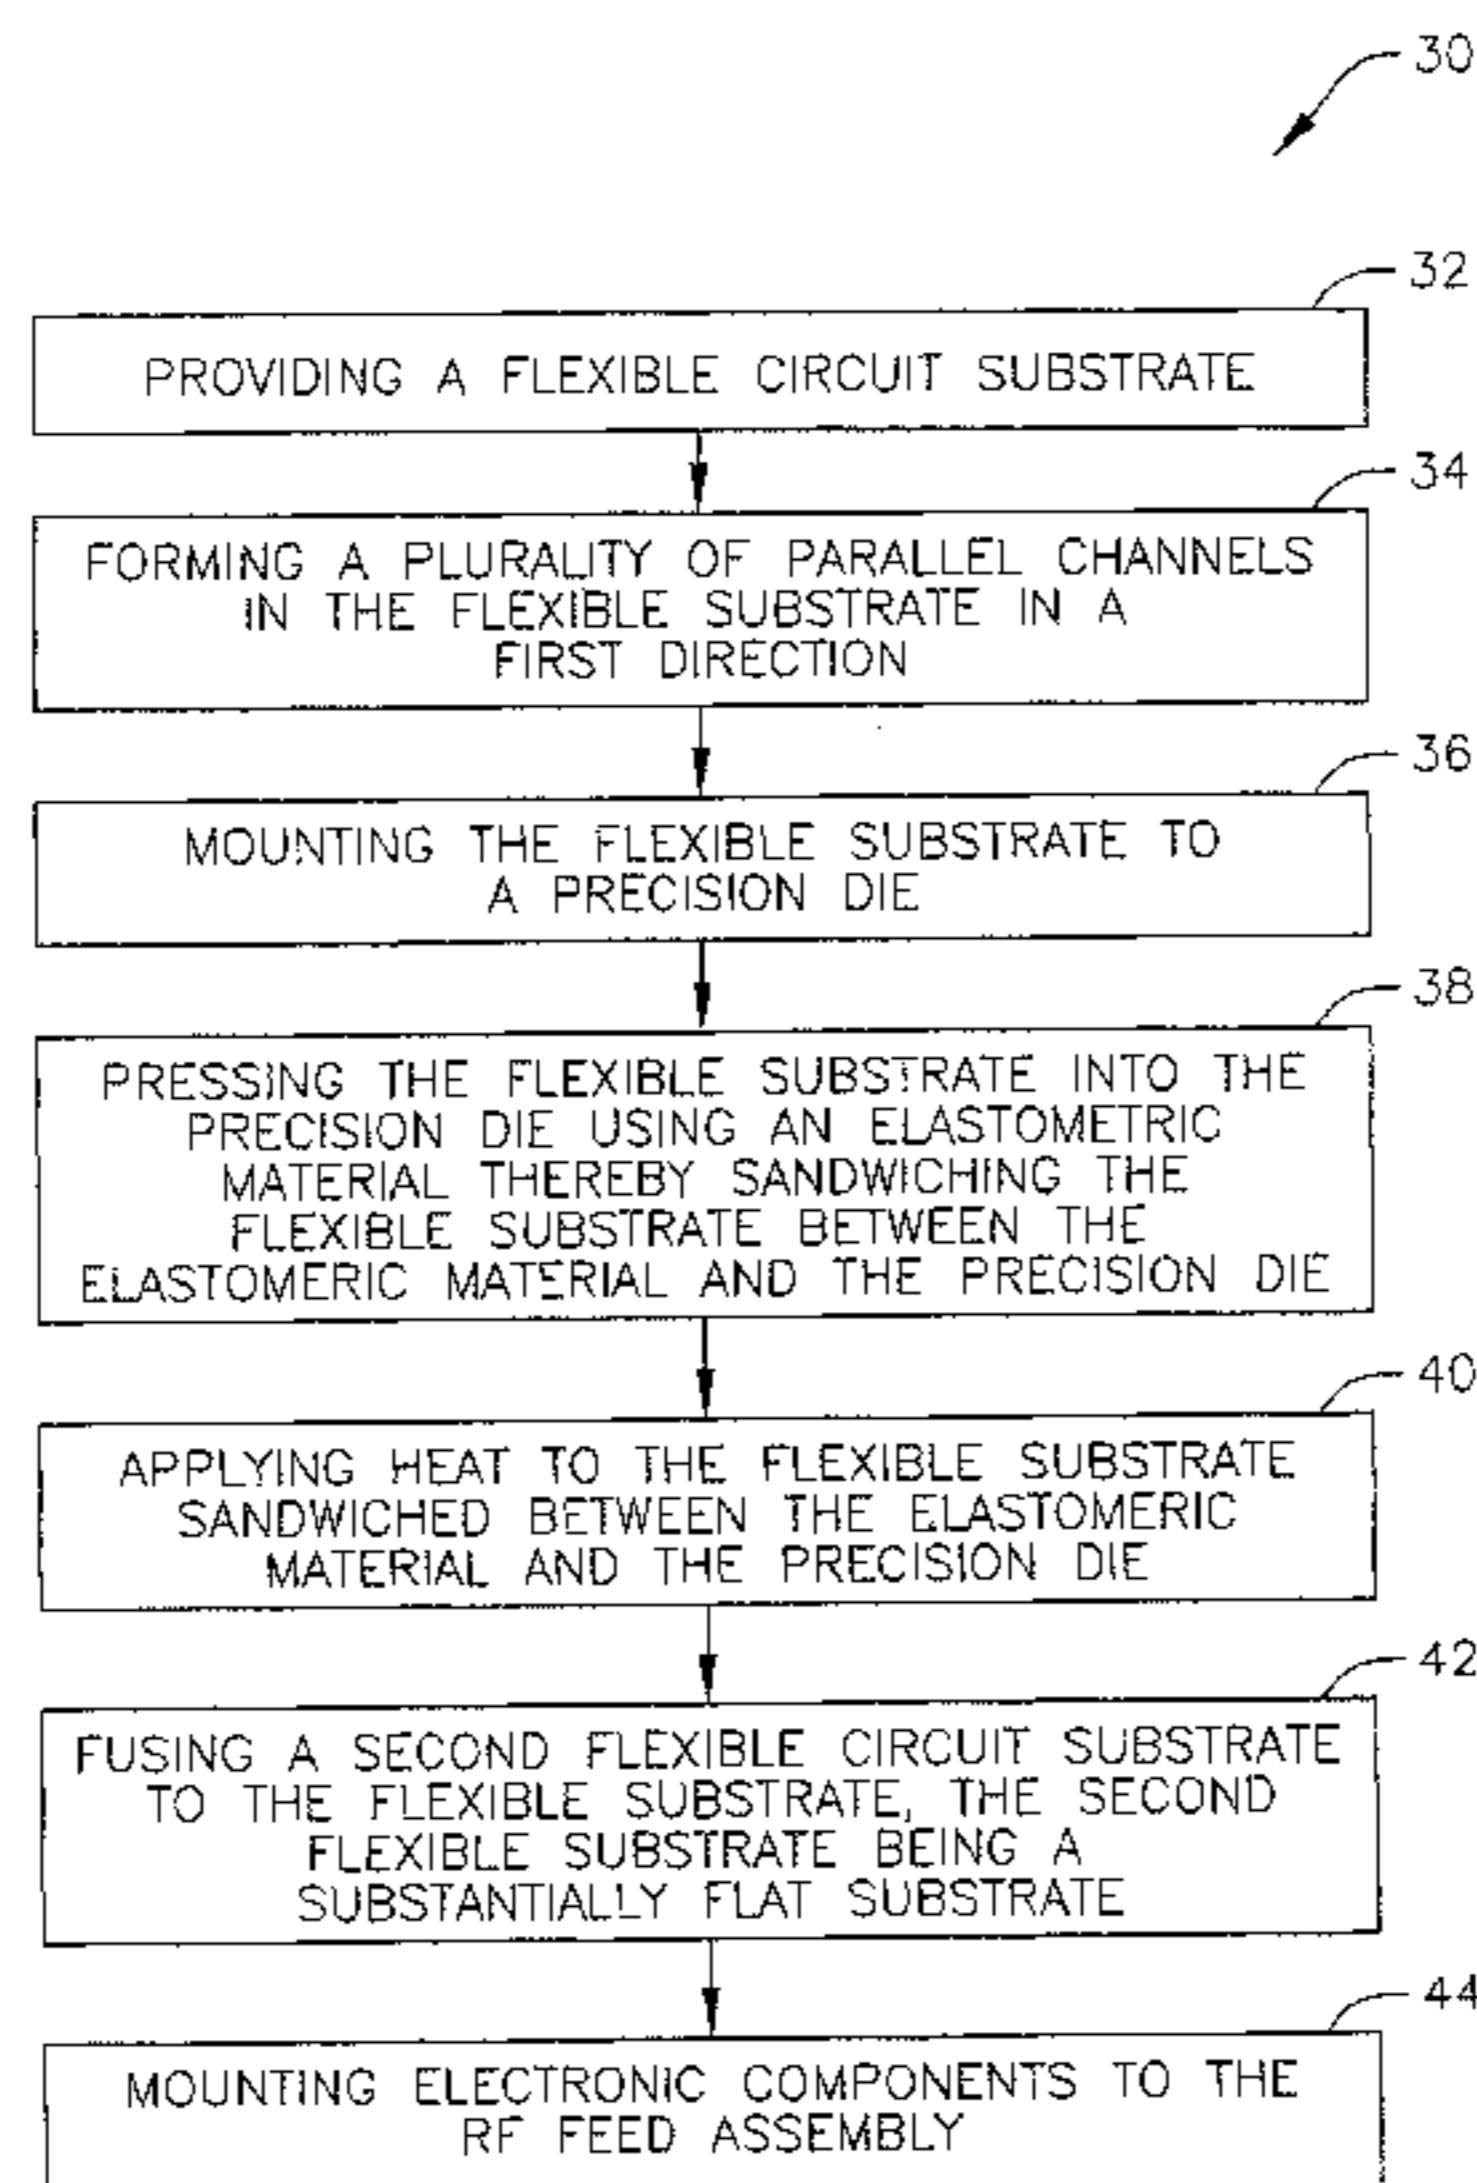 30
32
PROVIDING A FLEXIBLE CIRCUIT SUBSTRATE
34
FORMING A PLURALITY OF PARALLEL CHANNELS
IN THE FLEXIBLE SUBSTRATE IN A
FIRST DIRECTION
36
MOUNTING THE FLEXIBLE SUBSTRATE TO
A PRECISION DIE
38
PRESSING THE FLEXIBLE SUBSTRATE INTO THE
PRECISION DIE USING AN ELASTOMETRIC
MATERIAL THEREBY SANDWICHING THE
FLEXIBLE SUBSTRATE BETWEEN THE
ELASTOMERIC MATERIAL AND THE PRECISION DIE
40
APPLYING HEAT TO THE FLEXIBLE SUBSTRATE
SANDWICHED BETWEEN THE ELASTOMERIC
MATERIAL AND THE PRECISION DIE
42
FUSING A SECOND FLEXIBLE CIRCUIT SUBSTRATE
TO THE FLEXIBLE SUBSTRATE, THE SECOND
FLEXIBLE SUBSTRATE BEING A
SUBSTANTIALLY FLAT SUBSTRATE
44
MOUNTING ELECTRONIC COMPONENTS TO THE
RF FEED ASSEMBLY